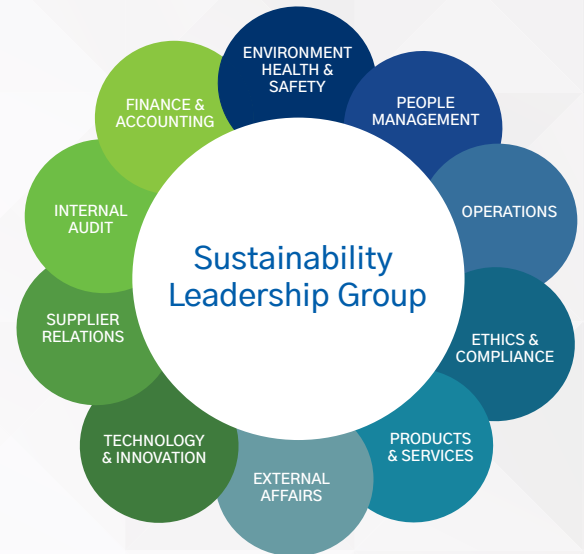 ENVIRONMENT
HEALTH &
SAFETY
PEOPLE
MANAGEMENT
OPERATIONS
ETHICS &
COMPLIANCE
PRODUCTS
& SERVICES
EXTERNAL
AFFAIRS
TECHNOLOGY
& INNOVATION
SUPPLIER
RELATIONS
INTERNAL
AUDIT
FINANCE &
ACCOUNTING
Sustainability
Leadership Group